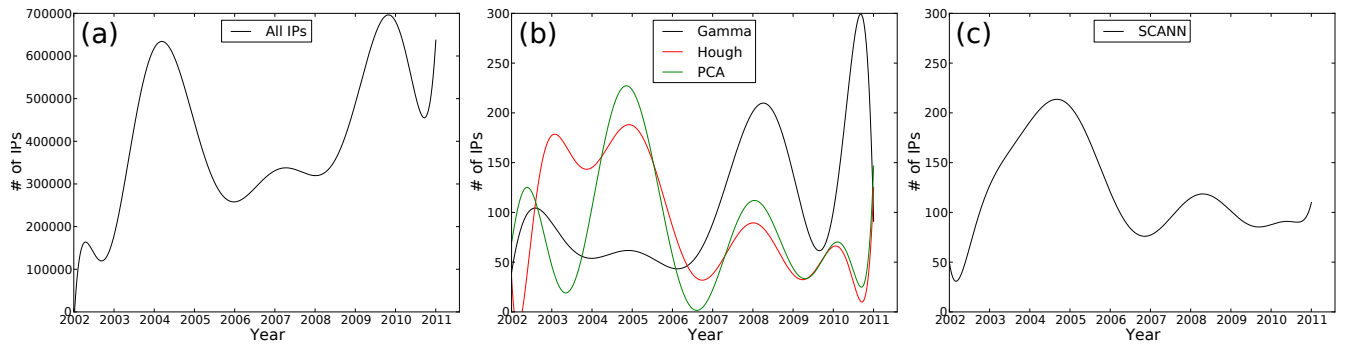 (a)
All IPs
700000
600000
500000
400000
300000
200000
100000
0
# of IPs
2002 2003 2004 2005 2006 2007 2008 2009 2010 2011
Year
(b)
Gamma
Hough
PCA
300
250
200
150
100
50
0
# of IPs
2002 2003 2004 2005 2006 2007 2008 2009 2010 2011
Year
(c)
SCANN
300
250
200
150
100
50
0
# of IPs
2002 2003 2004 2005 2006 2007 2008 2009 2010 2011
Year